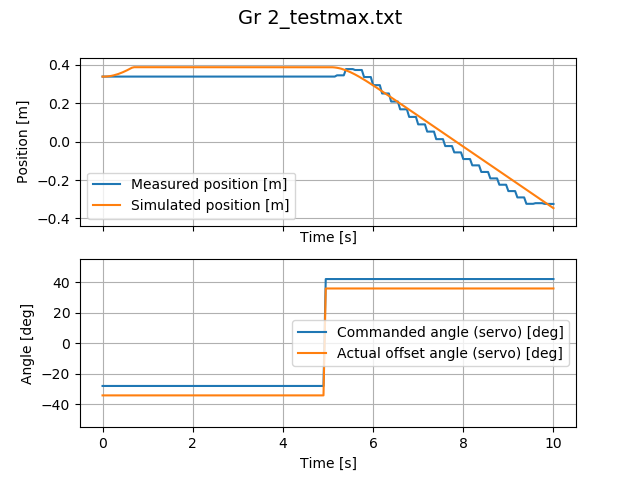 Gr 2_testmax.txt
0.4
0.2
0.0
−0.2
−0.4
Position [m]
Measured position [m]
Simulated position [m]
Time [s]
40
20
0
−20
−40
Angle [deg]
Commanded angle (servo) [deg]
Actual offset angle (servo) [deg]
0 2 4 6 8 10
Time [s]